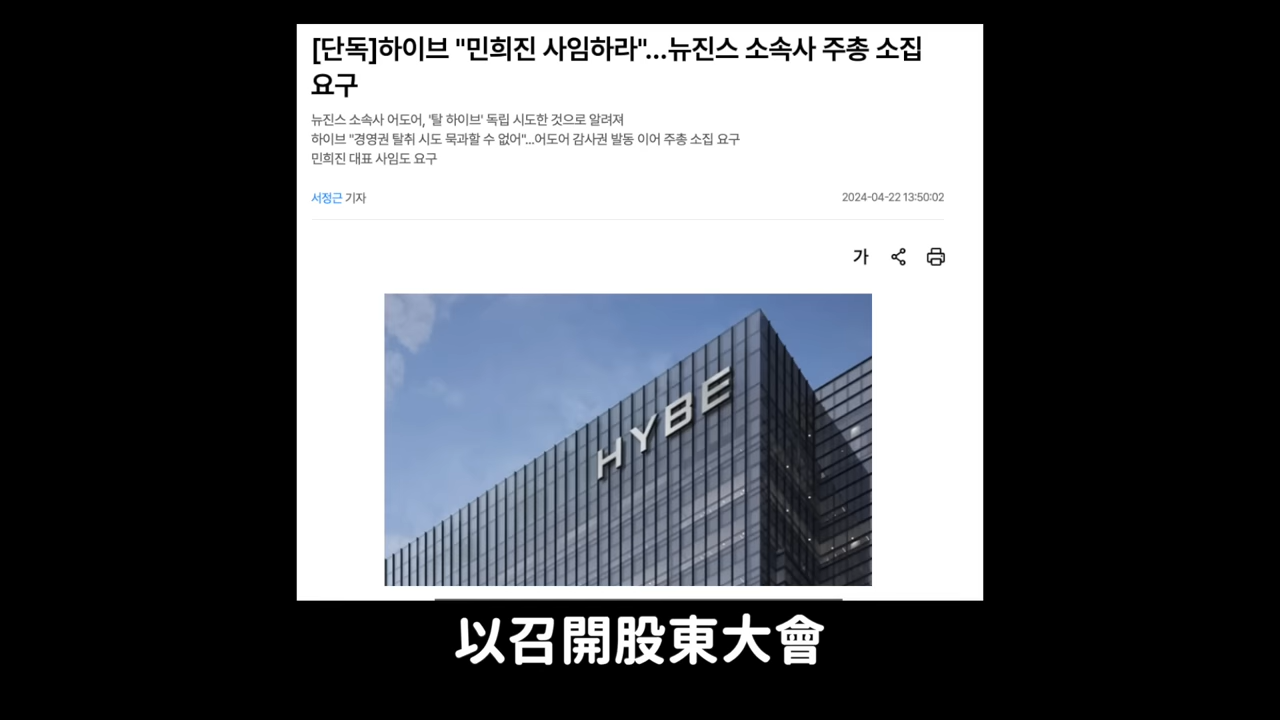 [단독]하이브 "민희진 사임하라"...뉴진스 소속사 주총 소집
요구
뉴진스 소속사 어도어, '탈 하이브' 독립 시도한 것으로 알려져
하이브 "경영권 탈취 시도 묵과할 수 없어"...어도어 감사권 발동 이어 주총 소집 요구
민희진 대표 사임도 요구
서정근 기자
2024-04-22 13:50:02
가
HYBE
以召開股東大會